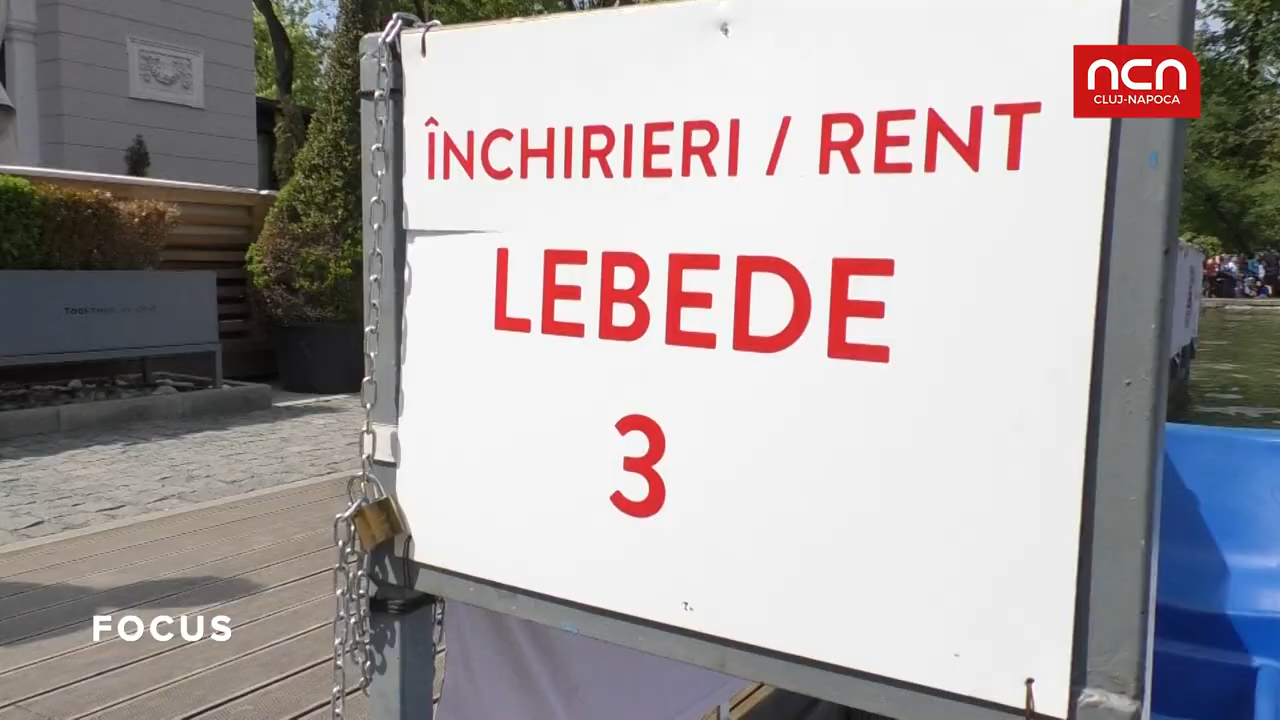 ncn
CLUJ-NAPOCA
ÎNCHIRIERI / RENT
LEBEDE
3
FOCUS